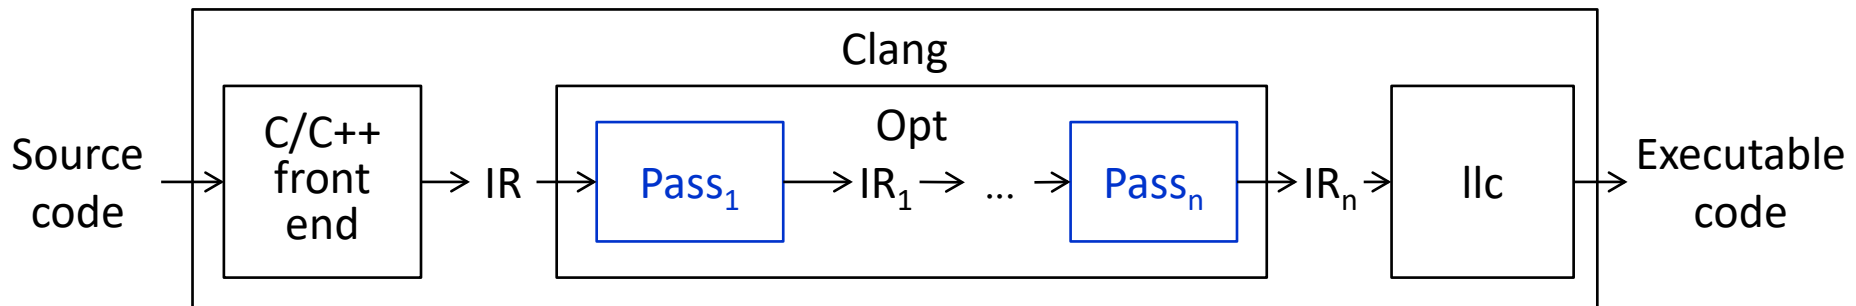 Clang
Source
code
C/C++
front
end
IR
Opt
Pass₁
IR₁
...
Passₙ
IRₙ
llc
Executable
code